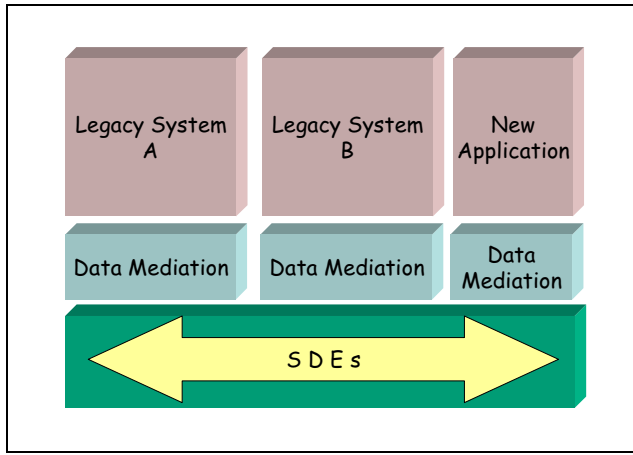 Legacy System
A
Legacy System
B
New
Application
Data Mediation
Data Mediation
Data
Mediation
S D E s